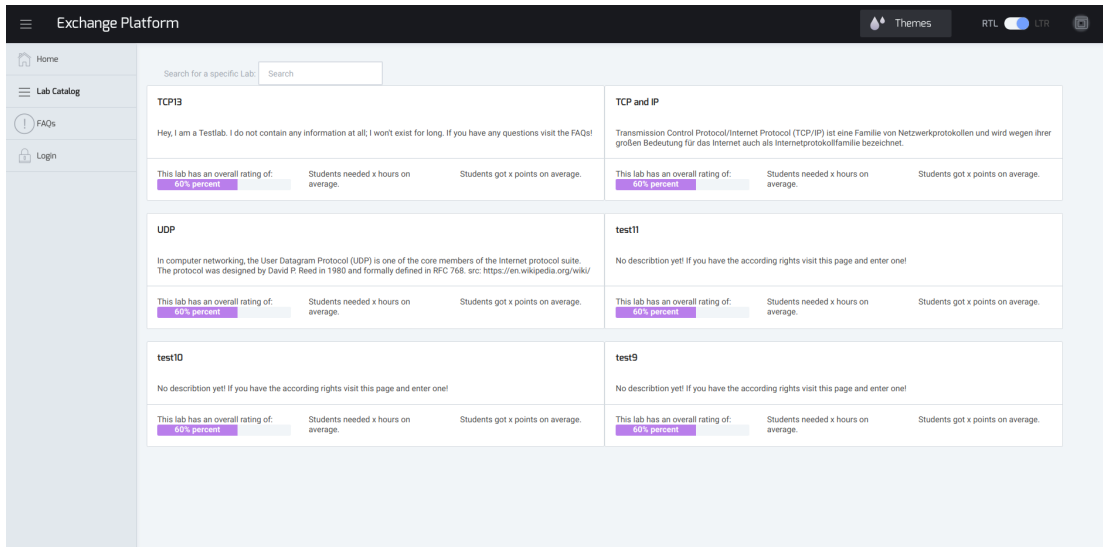 Exchange Platform
Themes
RTL LTR
Home
Lab Catalog
FAQs
Login
Search for a specific Lab: Search
TCP13
Hey, I am a Testlab. I do not contain any information at all; I won't exist for long. If you have any questions visit the FAQs!
This lab has an overall rating of:
60% percent
Students needed x hours on
average.
Students got x points on average.
TCP and IP
Transmission Control Protocol/Internet Protocol (TCP/IP) ist eine Familie von Netzwerkprotokollen und wird wegen ihrer
großen Bedeutung für das Internet auch als Internetprotokollfamilie bezeichnet.
This lab has an overall rating of:
60% percent
Students needed x hours on
average.
Students got x points on average.
UDP
In computer networking, the User Datagram Protocol (UDP) is one of the core members of the Internet protocol suite.
The protocol was designed by David P. Reed in 1980 and formally defined in RFC 768. src: https://en.wikipedia.org/wiki/
This lab has an overall rating of:
60% percent
Students needed x hours on
average.
Students got x points on average.
test11
No describtion yet! If you have the according rights visit this page and enter one!
This lab has an overall rating of:
60% percent
Students needed x hours on
average.
Students got x points on average.
test10
No describtion yet! If you have the according rights visit this page and enter one!
This lab has an overall rating of:
60% percent
Students needed x hours on
average.
Students got x points on average.
test9
No describtion yet! If you have the according rights visit this page and enter one!
This lab has an overall rating of:
60% percent
Students needed x hours on
average.
Students got x points on average.